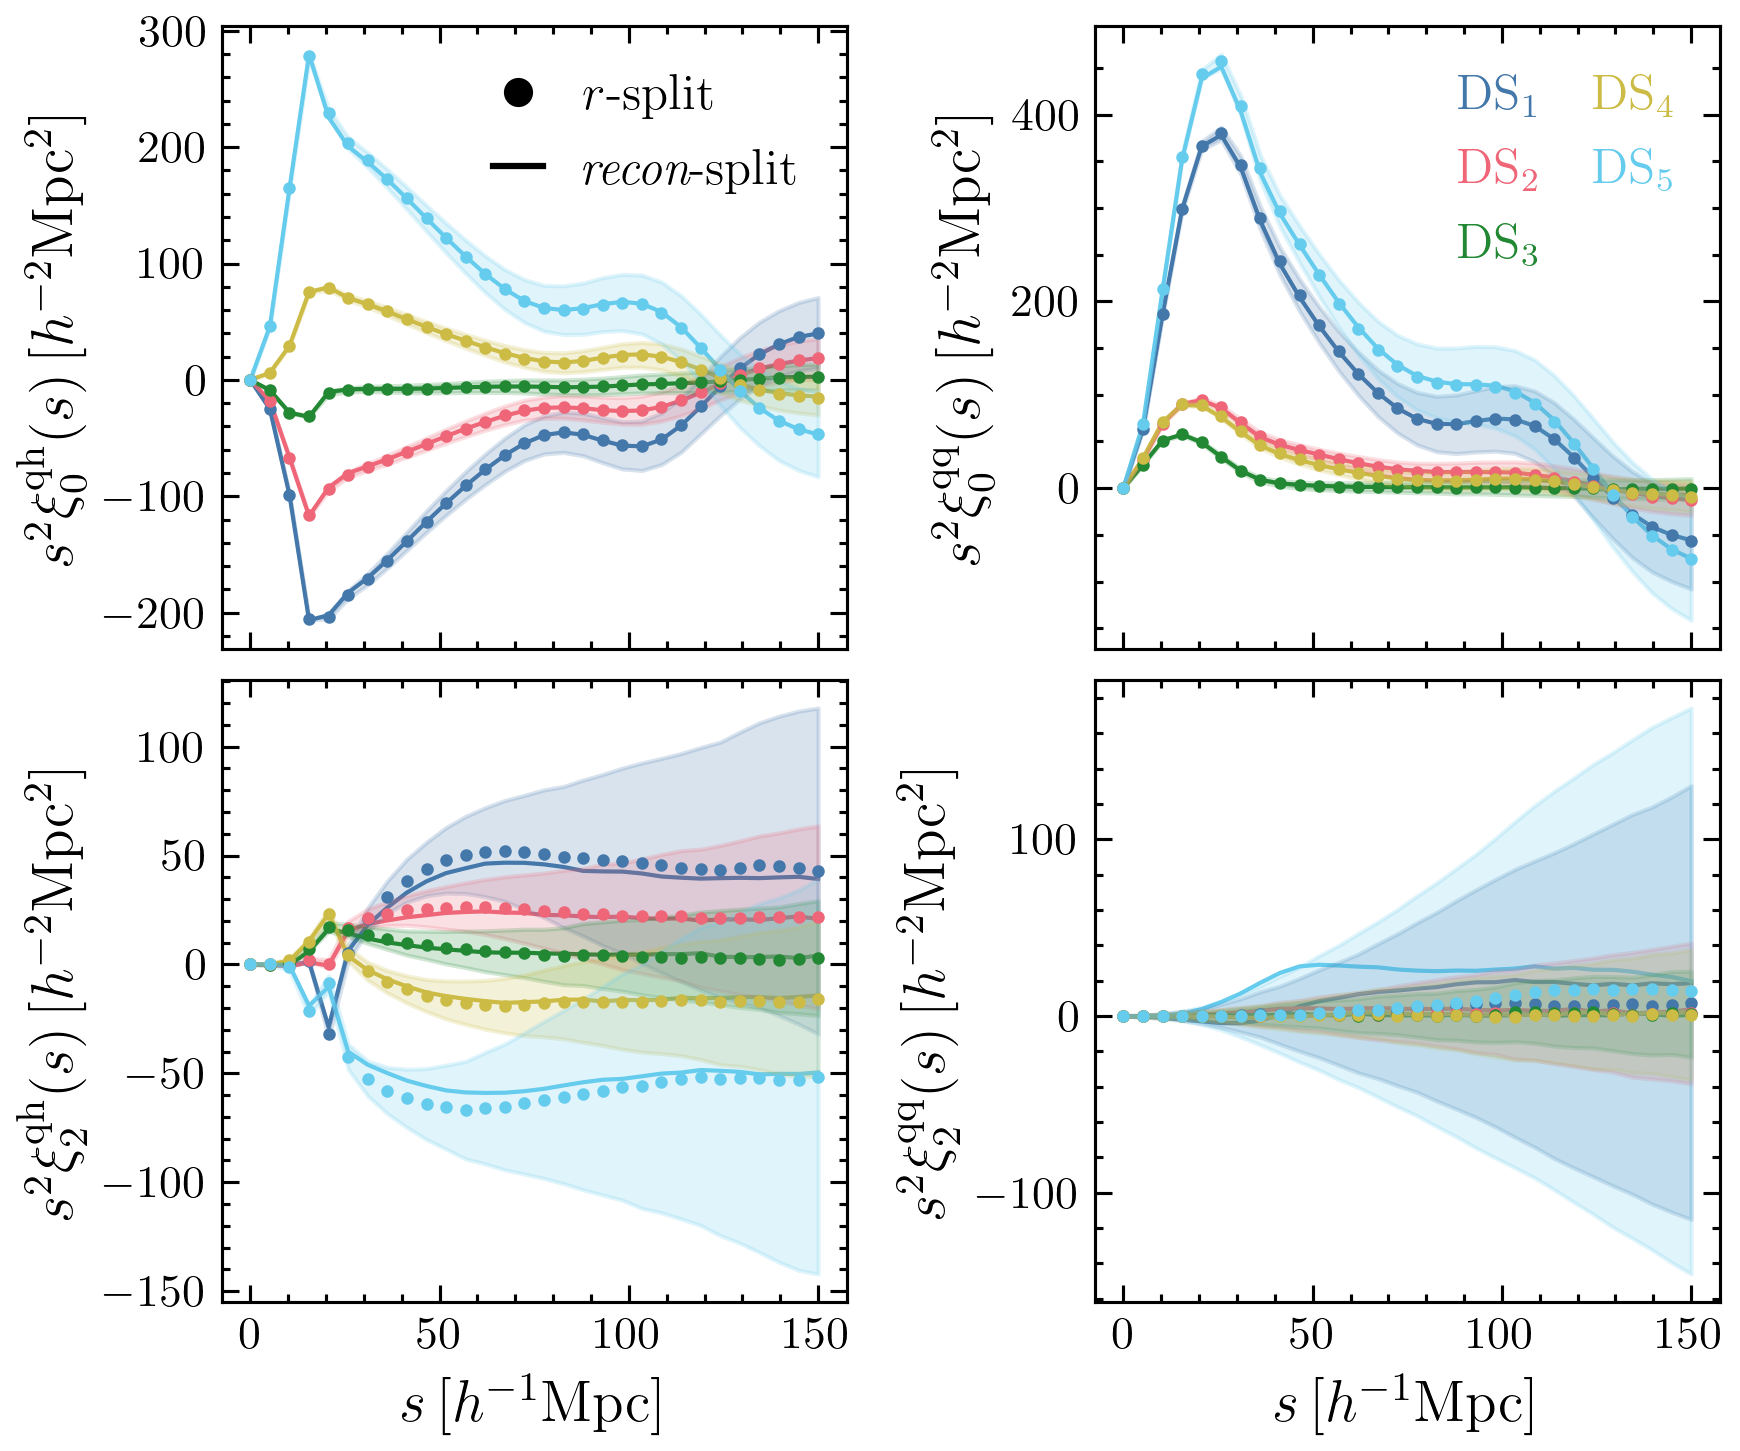 300
200
100
0
−100
−200
s²ξ₀^qh(s) [h⁻²Mpc²]
r-split
recon-split
400
200
0
s²ξ₀^qq(s) [h⁻²Mpc²]
DS₁ DS₄
DS₂ DS₅
DS₃
100
50
0
−50
−100
−150
s²ξ₂^qh(s) [h⁻²Mpc²]
0 50 100 150
s [h⁻¹Mpc]
100
0
−100
s²ξ₂^qq(s) [h⁻²Mpc²]
0 50 100 150
s [h⁻¹Mpc]